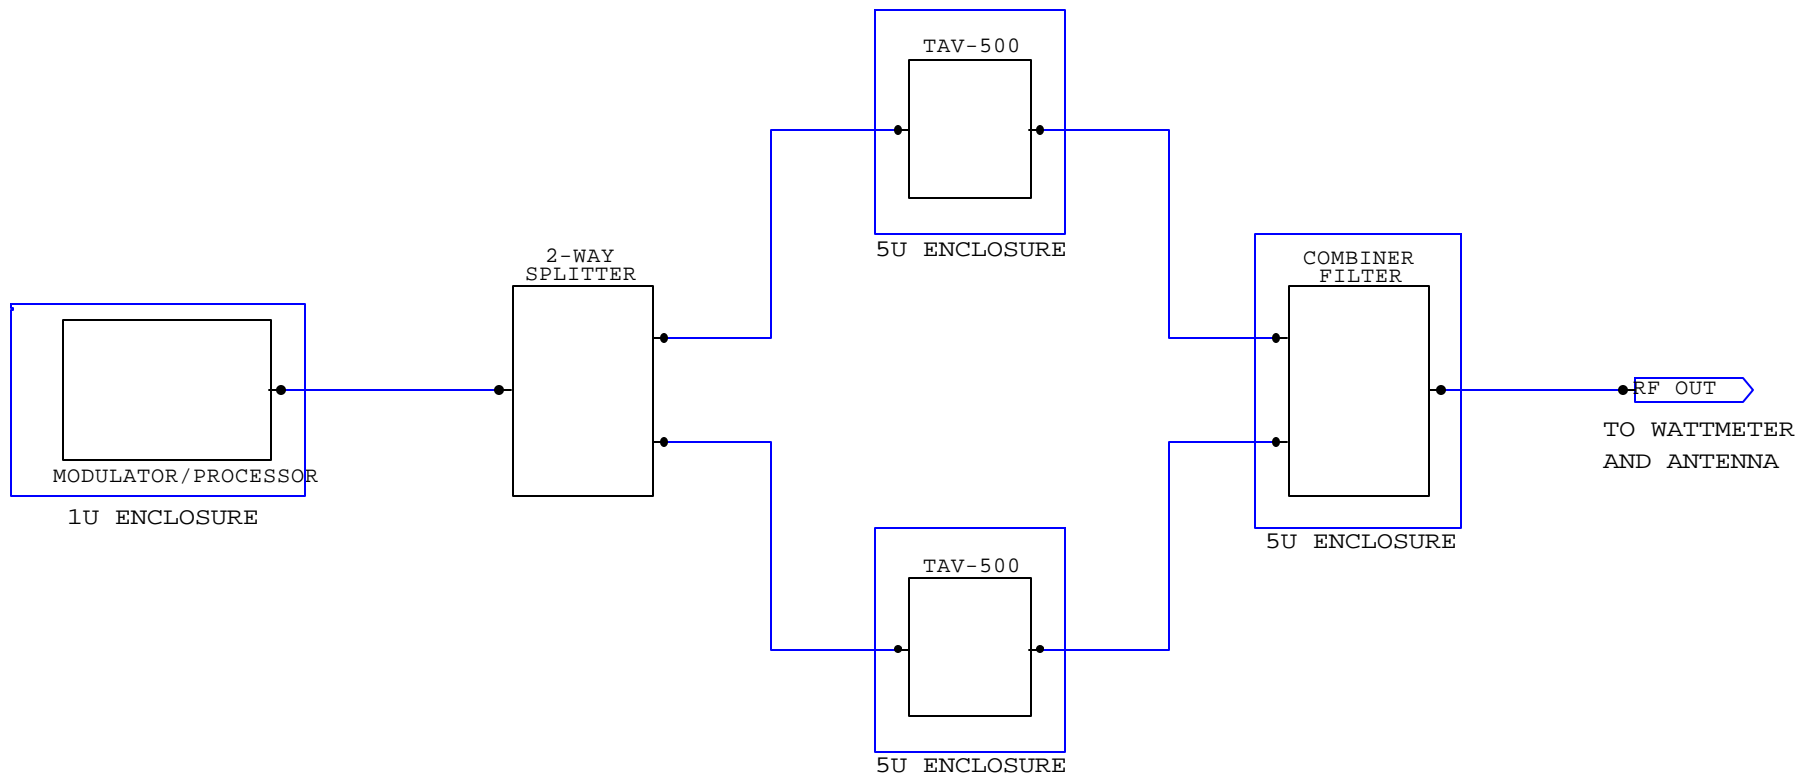 TAV-500
5U ENCLOSURE
2-WAY
SPLITTER
COMBINER
FILTER
MODULATOR/PROCESSOR
1U ENCLOSURE
RF OUT
TO WATTMETER
AND ANTENNA
5U ENCLOSURE
TAV-500
5U ENCLOSURE